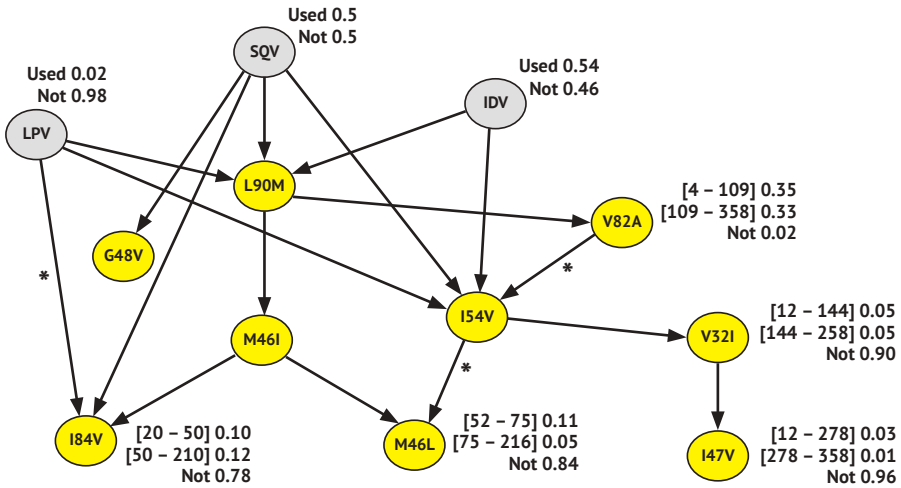 Used 0.5
Not 0.5
SQV
Used 0.02
Not 0.98
LPV
Used 0.54
Not 0.46
IDV
L90M
[4 – 109] 0.35
[109 – 358] 0.33
Not 0.02
V82A
G48V
*
*
I54V
[12 – 144] 0.05
[144 – 258] 0.05
Not 0.90
V32I
M46I
*
I84V
[20 – 50] 0.10
[50 – 210] 0.12
Not 0.78
M46L
[52 – 75] 0.11
[75 – 216] 0.05
Not 0.84
I47V
[12 – 278] 0.03
[278 – 358] 0.01
Not 0.96